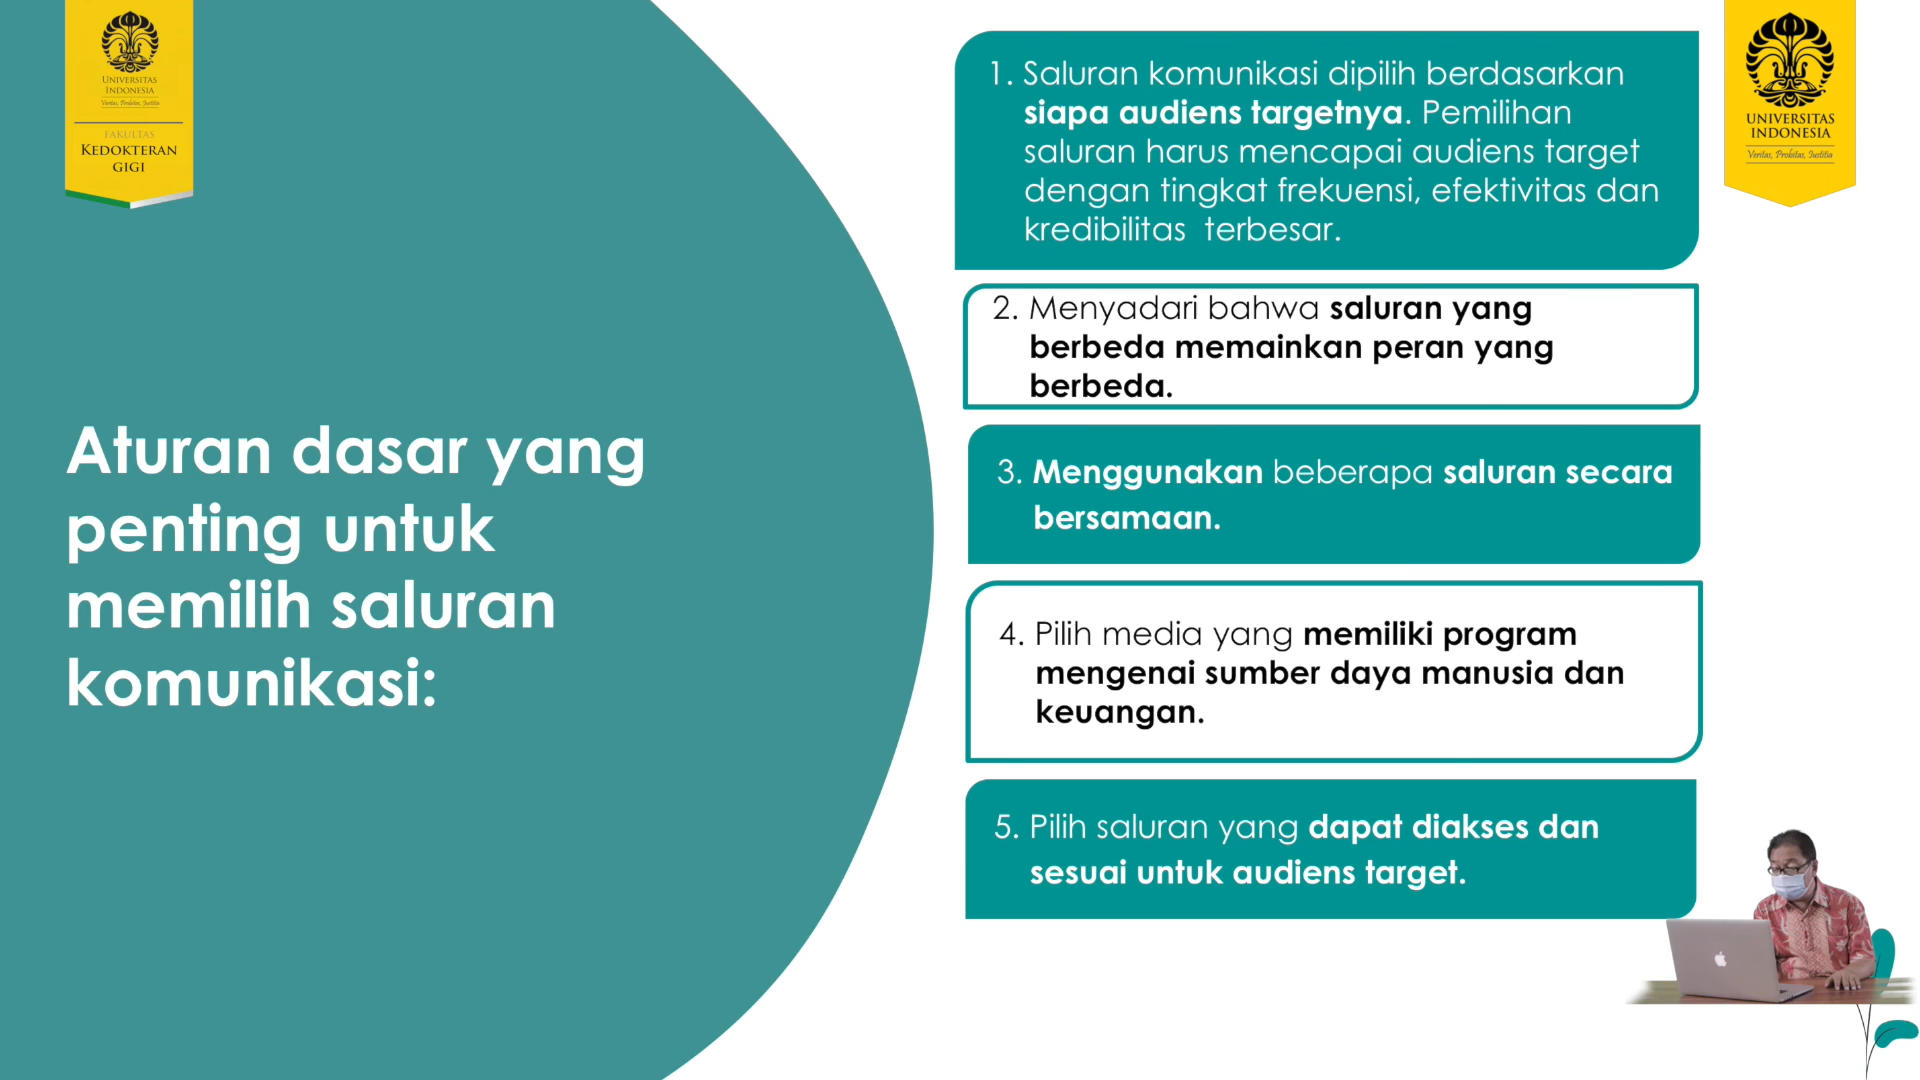 UNIVERSITAS
INDONESIA
Veritas, Probitas, Justitia
FAKULTAS
KEDOKTERAN
GIGI
Aturan dasar yang
penting untuk
memilih saluran
komunikasi:
1. Saluran komunikasi dipilih berdasarkan
siapa audiens targetnya. Pemilihan
saluran harus mencapai audiens target
dengan tingkat frekuensi, efektivitas dan
kredibilitas terbesar.
2. Menyadari bahwa saluran yang
berbeda memainkan peran yang
berbeda.
3. Menggunakan beberapa saluran secara
bersamaan.
4. Pilih media yang memiliki program
mengenai sumber daya manusia dan
keuangan.
5. Pilih saluran yang dapat diakses dan
sesuai untuk audiens target.
UNIVERSITAS
INDONESIA
Veritas, Probitas, Justitia